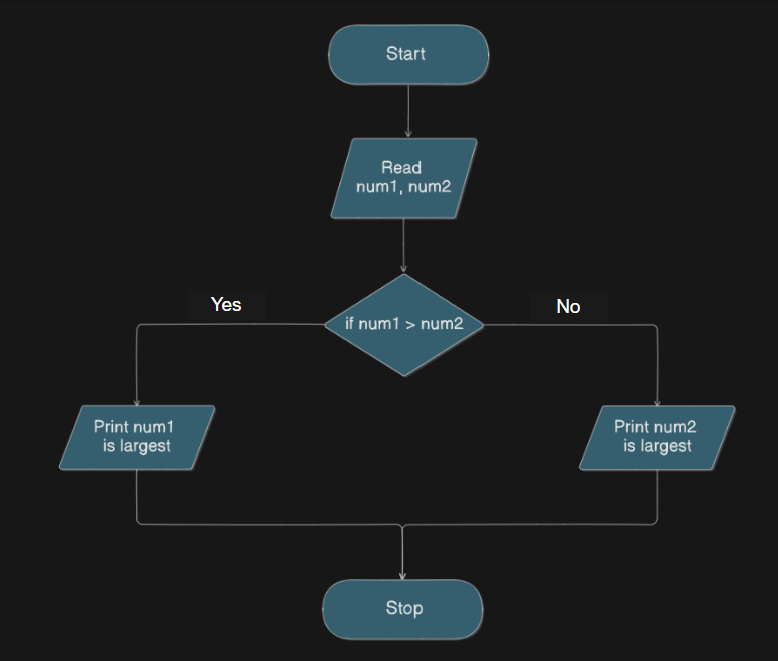 Start
Read
num1, num2
if num1 > num2
Yes
No
Print num1
is largest
Print num2
is largest
Stop